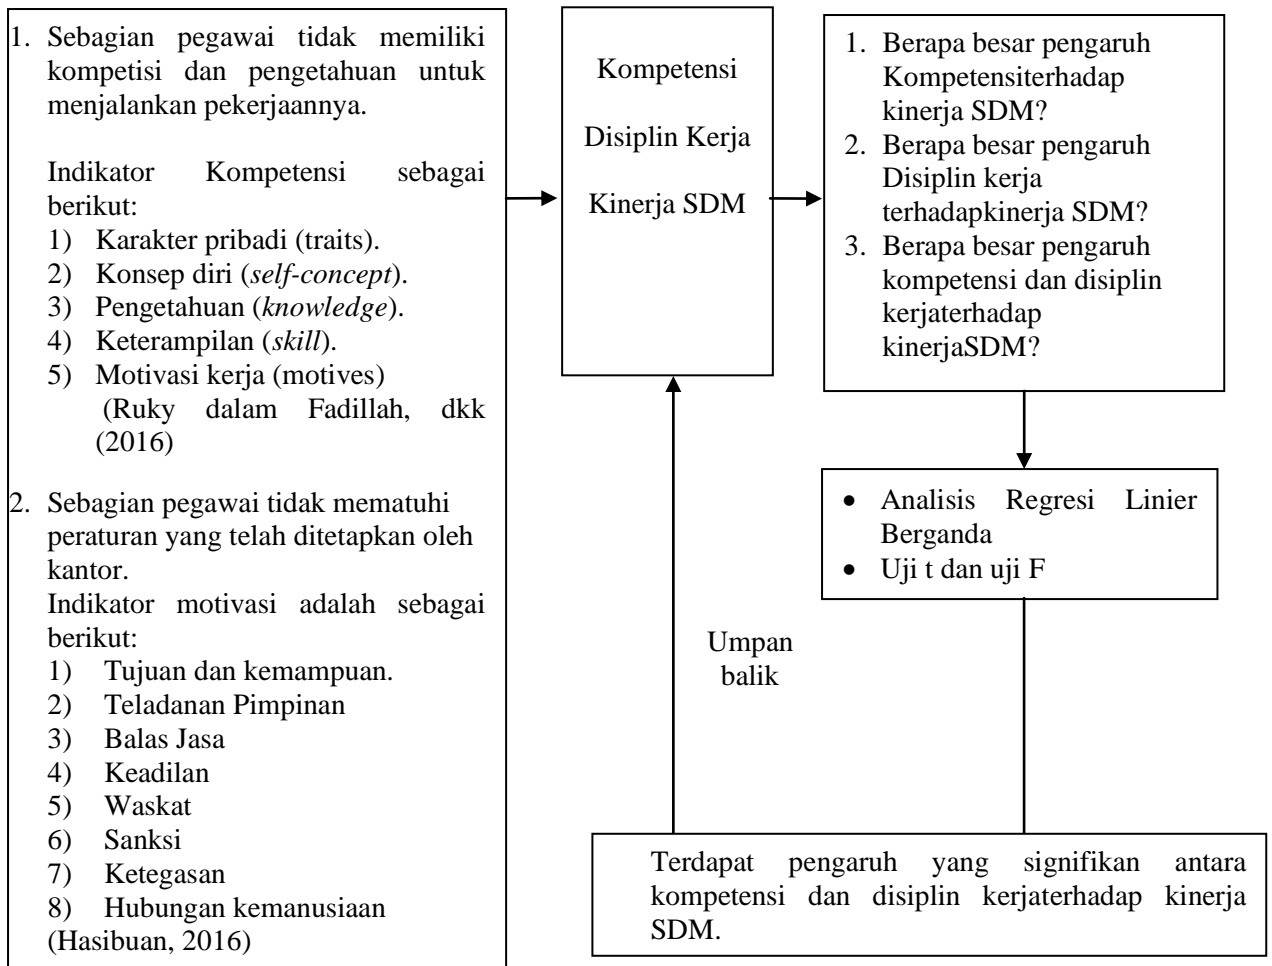 1. Sebagian pegawai tidak memiliki
kompetisi dan pengetahuan untuk
menjalankan pekerjaannya.
Indikator Kompetensi sebagai
berikut:
1) Karakter pribadi (traits).
2) Konsep diri (self-concept).
3) Pengetahuan (knowledge).
4) Keterampilan (skill).
5) Motivasi kerja (motives)
(Ruky dalam Fadillah, dkk
(2016)
2. Sebagian pegawai tidak mematuhi
peraturan yang telah ditetapkan oleh
kantor.
Indikator motivasi adalah sebagai
berikut:
1) Tujuan dan kemampuan.
2) Teladanan Pimpinan
3) Balas Jasa
4) Keadilan
5) Waskat
6) Sanksi
7) Ketegasan
8) Hubungan kemanusiaan
(Hasibuan, 2016)
Kompetensi
Disiplin Kerja
Kinerja SDM
1. Berapa besar pengaruh
Kompetensiterhadap
kinerja SDM?
2. Berapa besar pengaruh
Disiplin kerja
terhadapkinerja SDM?
3. Berapa besar pengaruh
kompetensi dan disiplin
kerjaterhadap
kinerjaSDM?
• Analisis Regresi Linier
Berganda
• Uji t dan uji F
Umpan
balik
Terdapat pengaruh yang signifikan antara
kompetensi dan disiplin kerjaterhadap kinerja
SDM.